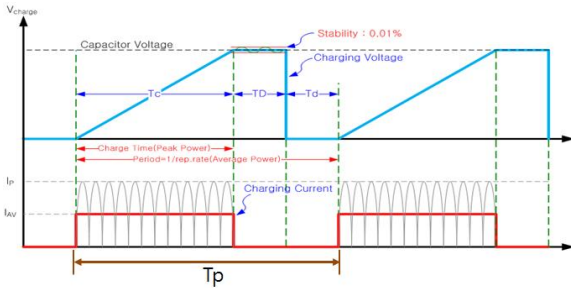 Vcharge
Stability : 0.01%
Capacitor Voltage
Charging Voltage
Tc
TD
Td
Charge Time(Peak Power)
Period=1/rep.rate(Average Power)
IP
Charging Current
IAV
Tp